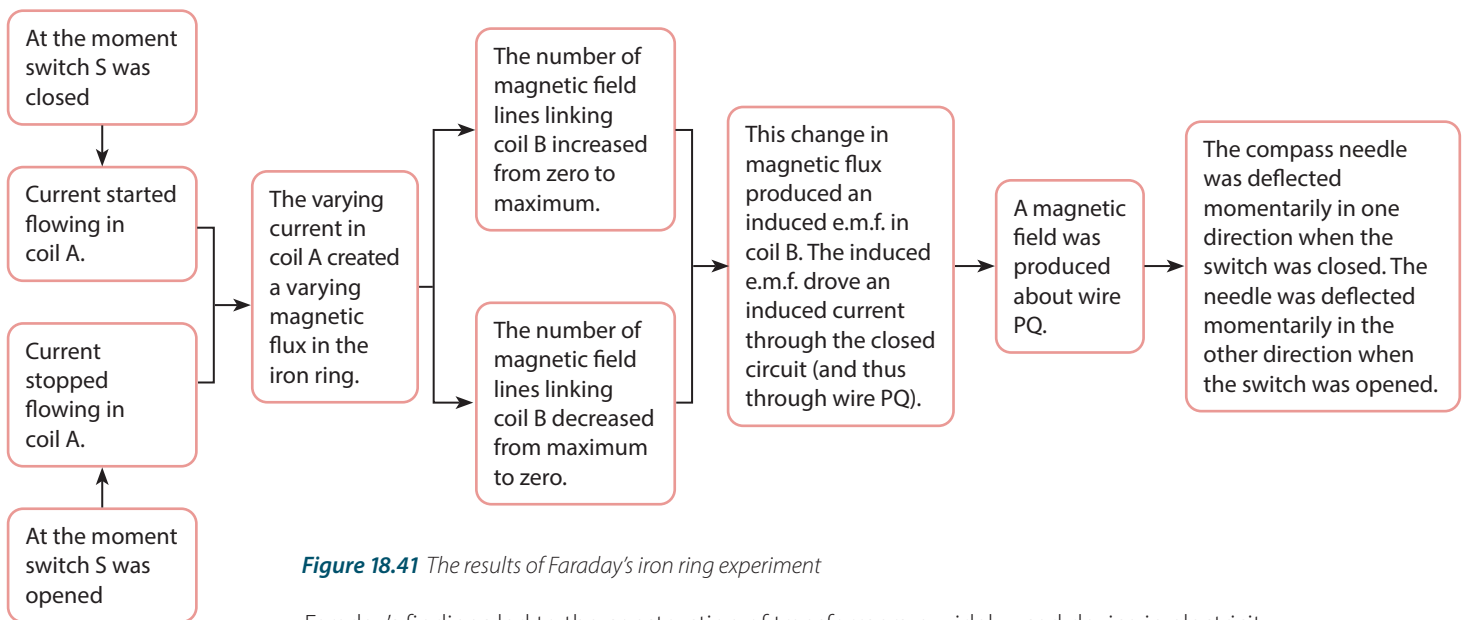 At the moment
switch S was
closed
Current started
flowing in
coil A.
Current
stopped
flowing in
coil A.
At the moment
switch S was
opened
The varying
current in
coil A created
a varying
magnetic
flux in the
iron ring.
The number of
magnetic field
lines linking
coil B increased
from zero to
maximum.
The number of
magnetic field
lines linking
coil B decreased
from maximum
to zero.
This change in
magnetic flux
produced an
induced e.m.f. in
coil B. The induced
e.m.f. drove an
induced current
through the closed
circuit (and thus
through wire PQ).
A magnetic
field was
produced
about wire
PQ.
The compass needle
was deflected
momentarily in one
direction when the
switch was closed. The
needle was deflected
momentarily in the
other direction when
the switch was opened.
Figure 18.41 The results of Faraday's iron ring experiment